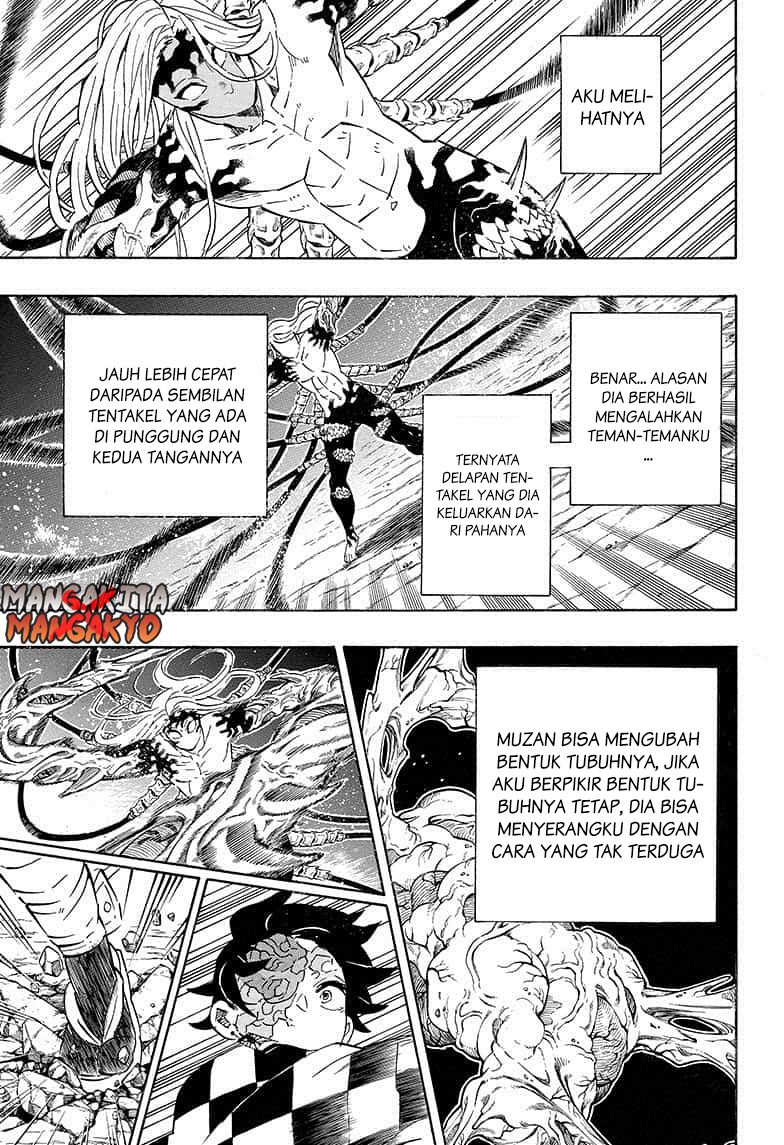 AKU MELI-
HATNYA
BENAR... ALASAN
DIA BERHASIL
MENGALAHKAN
TEMAN-TEMANKU
...
TERNYATA
DELAPAN TEN-
TAKEL YANG DIA
KELUARKAN DA-
RI PAHANYA
JAUH LEBIH CEPAT
DARIPADA SEMBILAN
TENTAKEL YANG ADA
DI PUNGGUNG DAN
KEDUA TANGANNYA
MANGAKITA
MANGAKYO
MUZAN BISA MENGUBAH
BENTUK TUBUHNYA, JIKA
AKU BERPIKIR BENTUK TU-
BUHNYA TETAP, DIA BISA
MENYERANGKU DENGAN
CARA YANG TAK TERDUGA